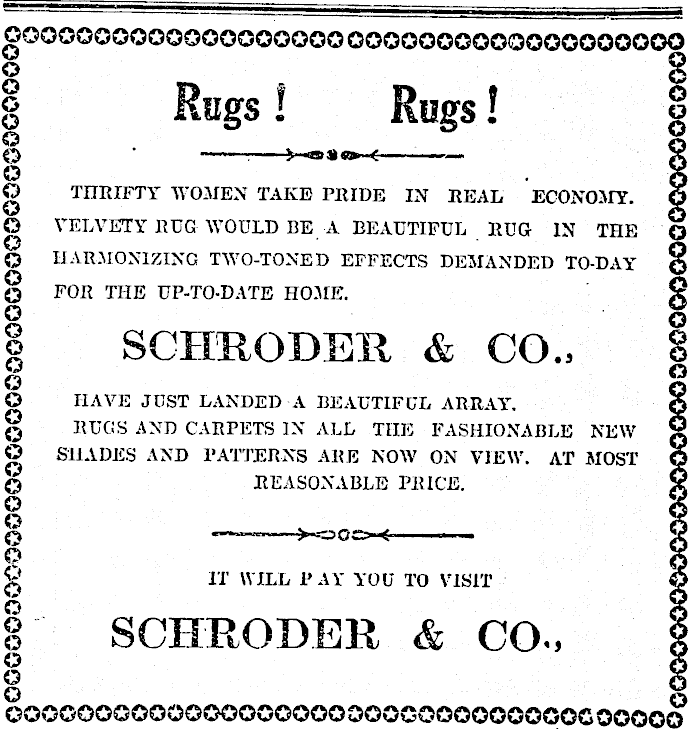 Rugs! Rugs!
THRIFTY WOMEN TAKE PRIDE IN REAL ECONOMY.
VELVETY RUG WOULD BE A BEAUTIFUL RUG IN THE
HARMONIZING TWO-TONED EFFECTS DEMANDED TO-DAY
FOR THE UP-TO-DATE HOME.
SCHRODER & CO.,
HAVE JUST LANDED A BEAUTIFUL ARRAY.
RUGS AND CARPETS IN ALL THE FASHIONABLE NEW
SHADES AND PATTERNS ARE NOW ON VIEW. AT MOST
REASONABLE PRICE.
IT WILL PAY YOU TO VISIT
SCHRODER & CO.,